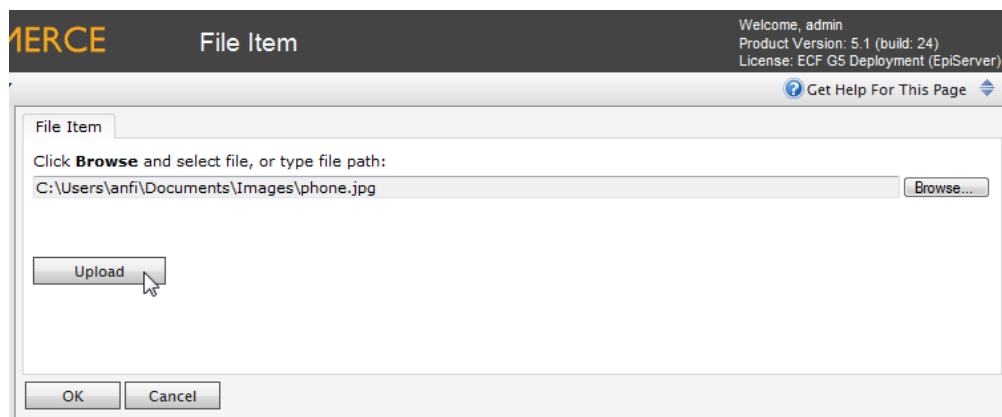 MERCE
File Item
Welcome, admin
Product Version: 5.1 (build: 24)
License: ECF G5 Deployment (EpiServer)
Get Help For This Page
File Item
Click Browse and select file, or type file path:
C:\Users\anfi\Documents\Images\phone.jpg
Browse...
Upload
OK
Cancel